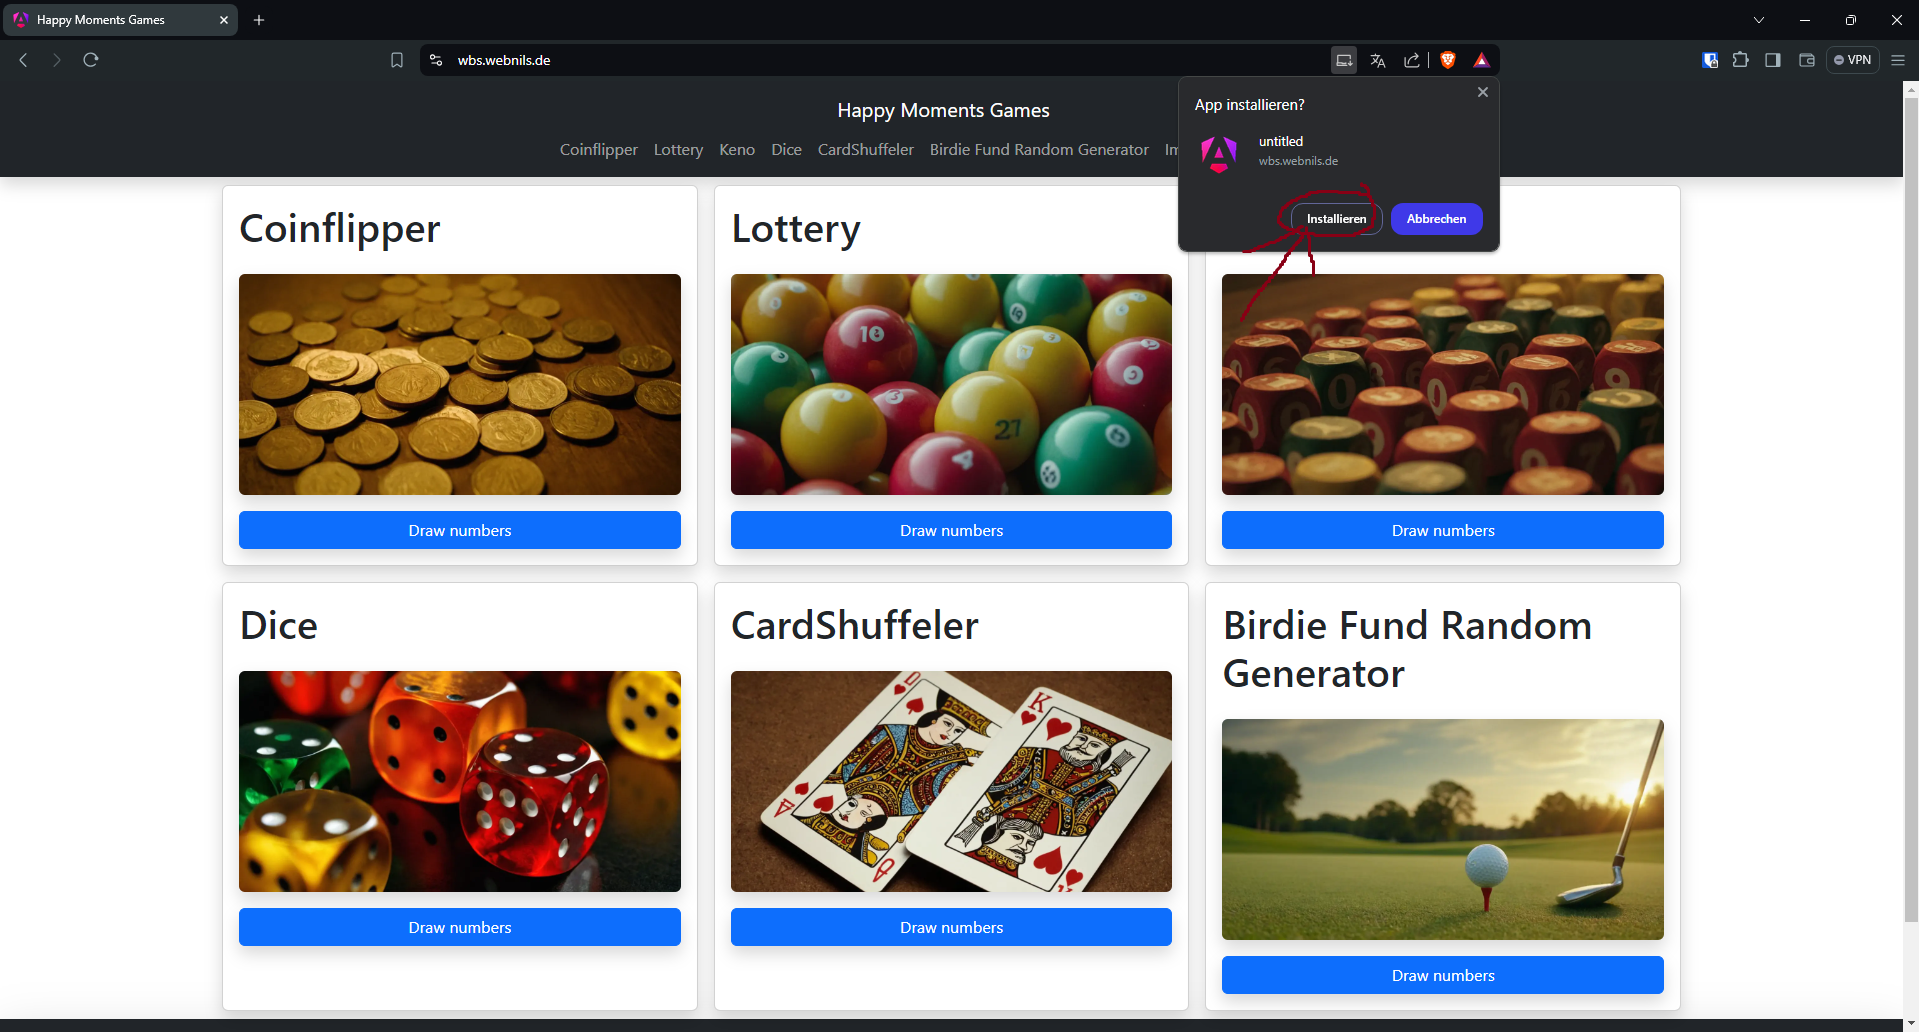 Happy Moments Games
wbs.webnils.de
VPN
Happy Moments Games
Coinflipper Lottery Keno Dice CardShuffeler Birdie Fund Random Generator
App installieren?
untitled
wbs.webnils.de
Installieren Abbrechen
Coinflipper
Draw numbers
Lottery
10
27
Draw numbers
Draw numbers
Dice
Draw numbers
CardShuffeler
K
Draw numbers
Birdie Fund Random
Generator
Draw numbers